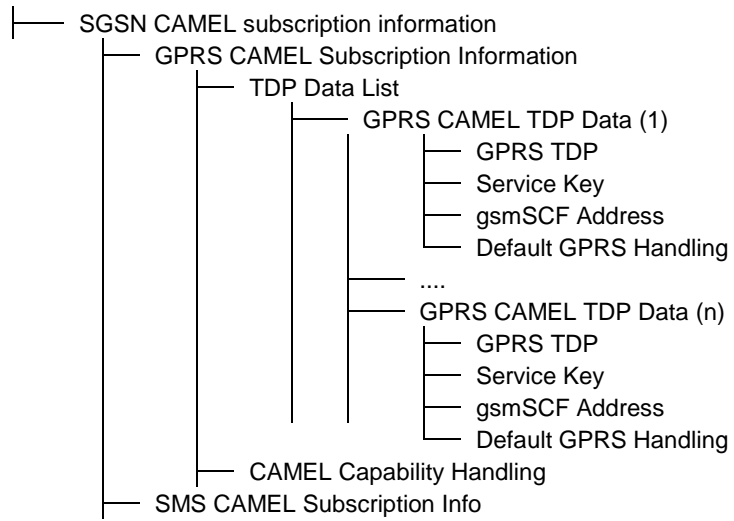 SGSN CAMEL subscription information
GPRS CAMEL Subscription Information
TDP Data List
GPRS CAMEL TDP Data (1)
GPRS TDP
Service Key
gsmSCF Address
Default GPRS Handling
....
GPRS CAMEL TDP Data (n)
GPRS TDP
Service Key
gsmSCF Address
Default GPRS Handling
CAMEL Capability Handling
SMS CAMEL Subscription Info